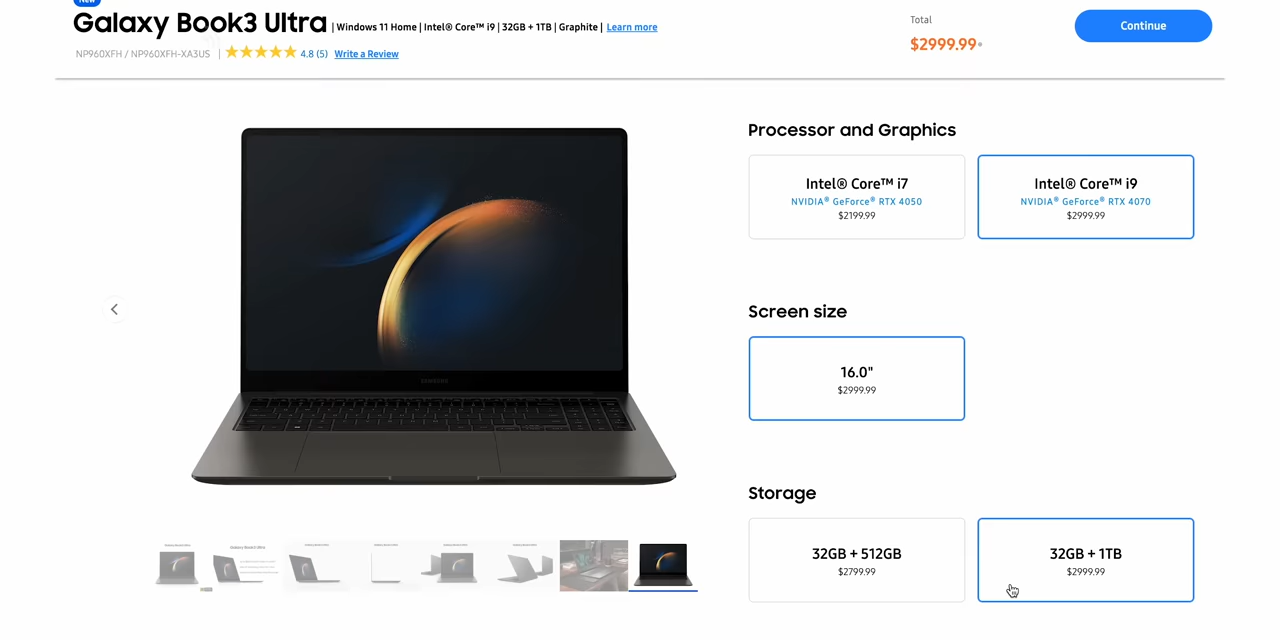 New
Galaxy Book3 Ultra | Windows 11 Home | Intel® Core™ i9 | 32GB + 1TB | Graphite | Learn more
NP960XFH / NP960XFH-XA3US | 4.8 (5) Write a Review
Total
$2999.99
Continue
SAMSUNG
Processor and Graphics
Intel® Core™ i7
NVIDIA® GeForce® RTX 4050
$2199.99
Intel® Core™ i9
NVIDIA® GeForce® RTX 4070
$2999.99
Screen size
16.0"
$2999.99
Storage
32GB + 512GB
$2799.99
32GB + 1TB
$2999.99